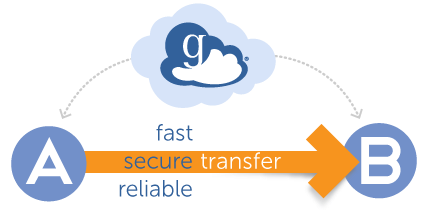 g
fast
A secure transfer B
reliable